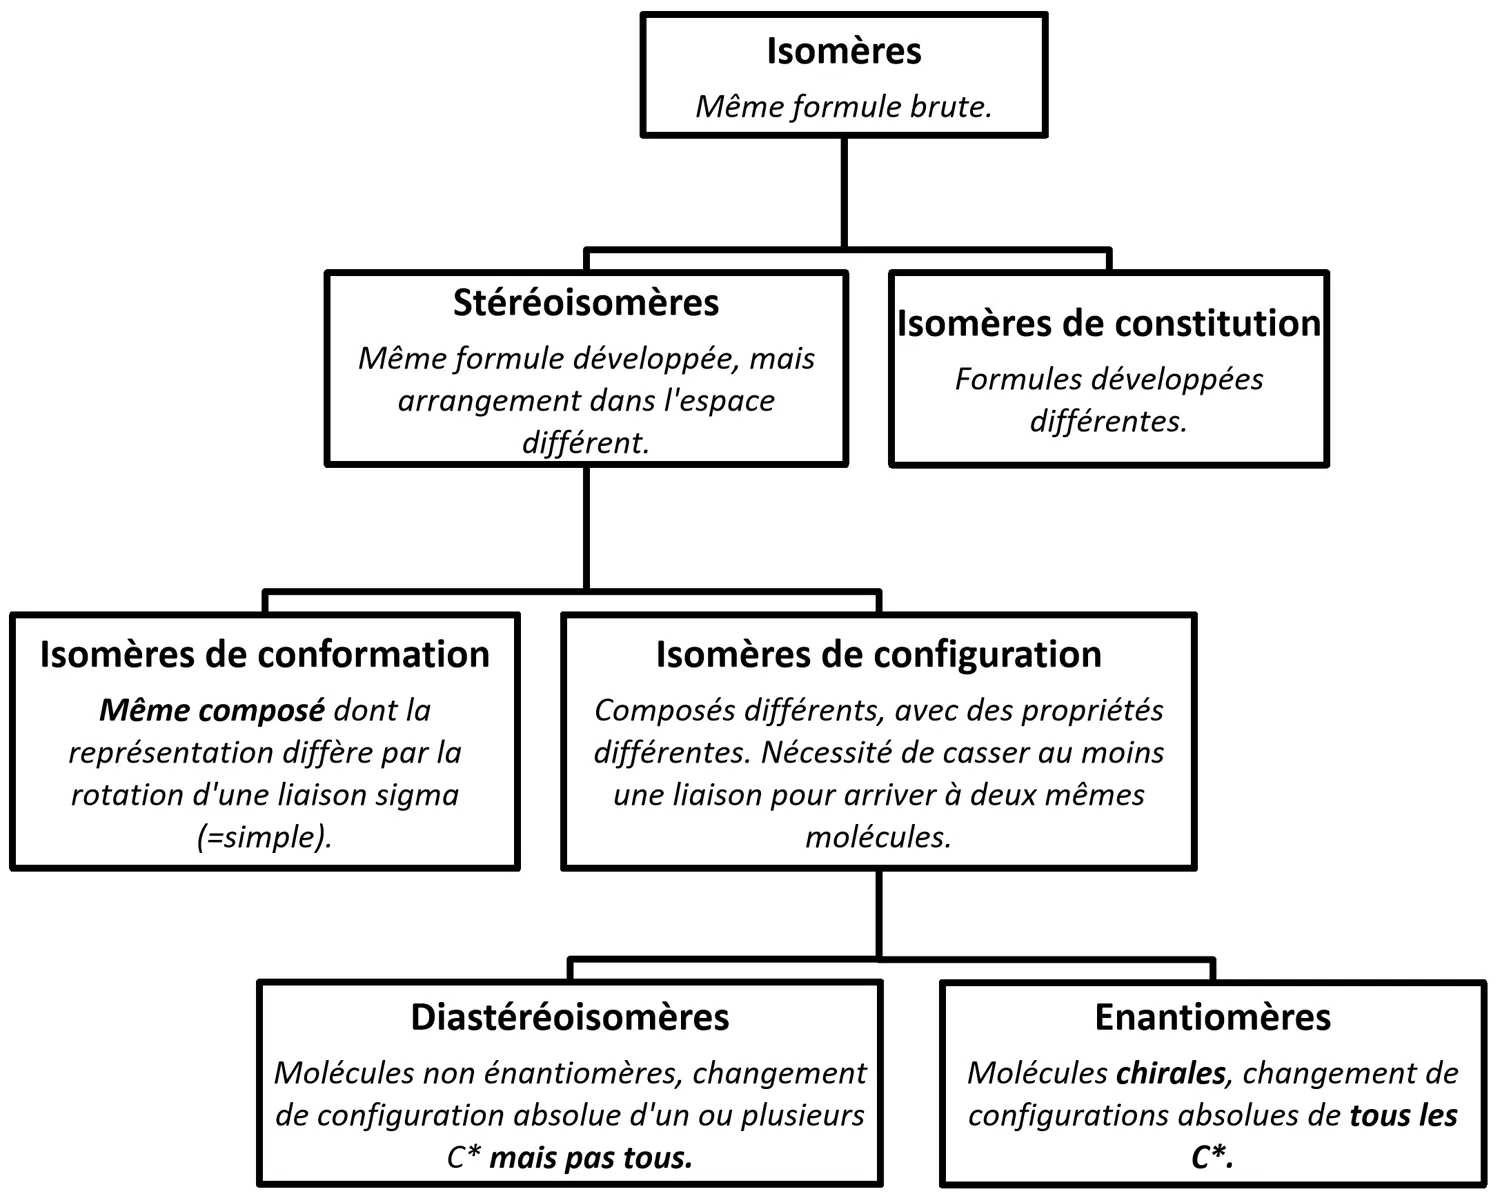 Isomères
Même formule brute.
Stéréoisomères
Même formule développée, mais
arrangement dans l'espace
différent.
Isomères de constitution
Formules développées
différentes.
Isomères de conformation
Même composé dont la
représentation diffère par la
rotation d'une liaison sigma
(=simple).
Isomères de configuration
Composés différents, avec des propriétés
différentes. Nécessité de casser au moins
une liaison pour arriver à deux mêmes
molécules.
Diastéréoisomères
Molécules non énantiomères, changement
de configuration absolue d'un ou plusieurs
C* mais pas tous.
Enantiomères
Molécules chirales, changement de
configurations absolues de tous les
C*.